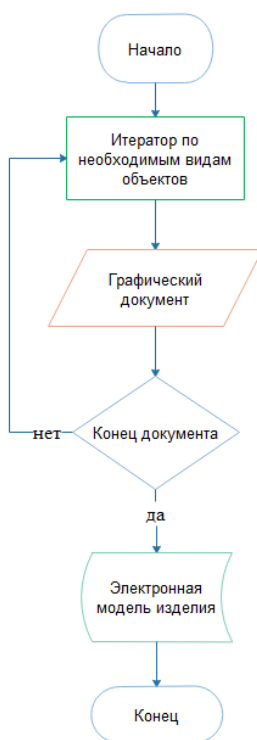 Начало
Итератор по
необходимым видам
объектов
Графический
документ
Конец документа
нет
да
Электронная
модель изделия
Конец